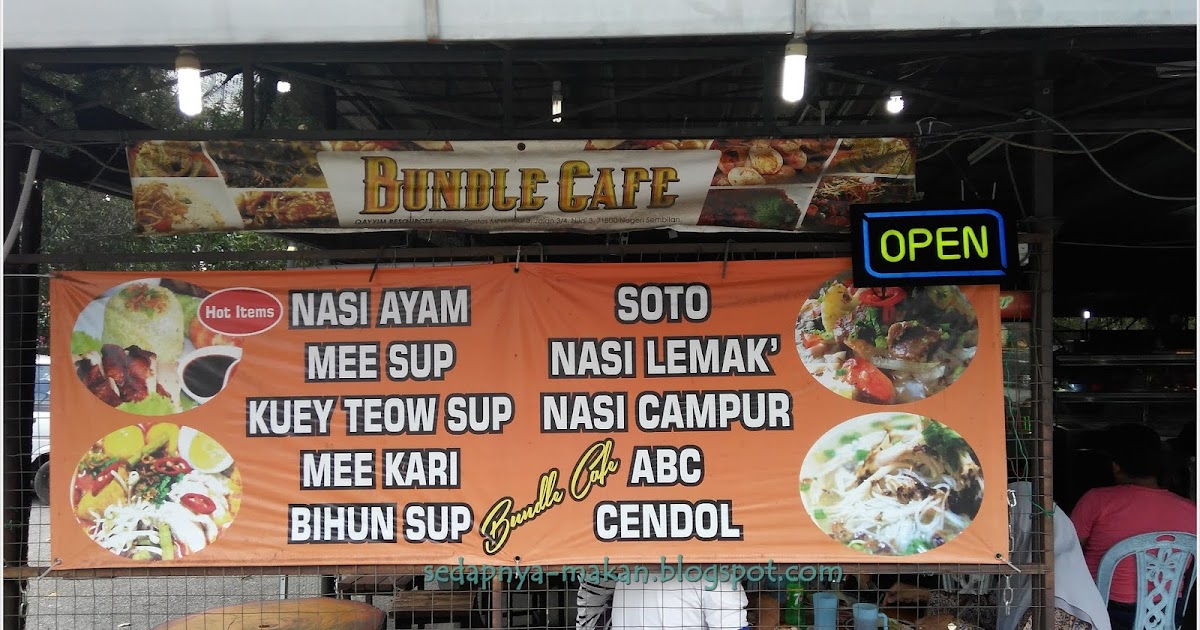 BUNDLE CAFE
OPEN
Hot Items
NASI AYAM
MEE SUP
KUEY TEOW SUP
MEE KARI
BIHUN SUP
SOTO
NASI LEMAK'
NASI CAMPUR
ABC
CENDOL
Bundle Cafe
sedapnya-makan.blogspot.com